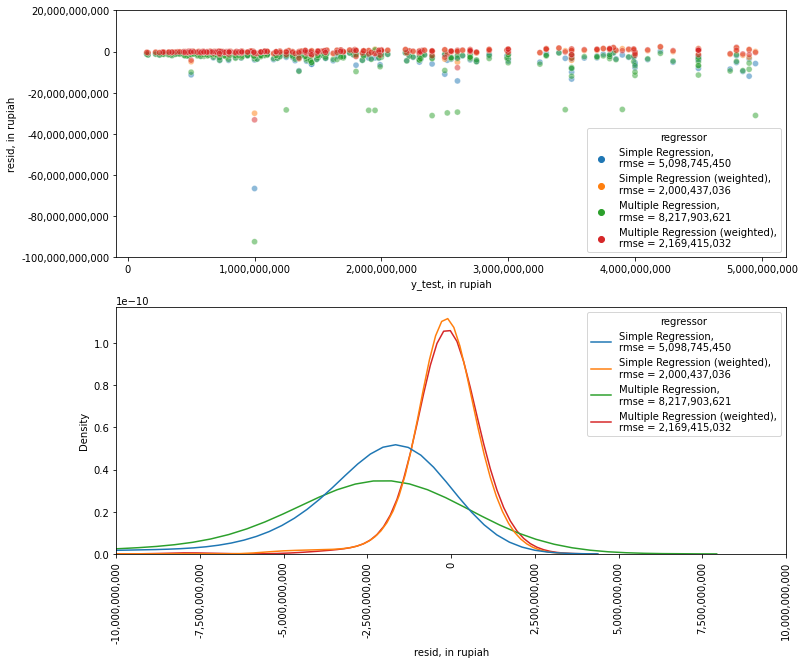 20,000,000,000
0
-20,000,000,000
-40,000,000,000
-60,000,000,000
-80,000,000,000
-100,000,000,000
resid, in rupiah
regressor
Simple Regression,
rmse = 5,098,745,450
Simple Regression (weighted),
rmse = 2,000,437,036
Multiple Regression,
rmse = 8,217,903,621
Multiple Regression (weighted),
rmse = 2,169,415,032
0
1,000,000,000
2,000,000,000
3,000,000,000
4,000,000,000
5,000,000,000
y_test, in rupiah
1e−10
1.0
0.8
0.6
0.4
0.2
0.0
Density
regressor
Simple Regression,
rmse = 5,098,745,450
Simple Regression (weighted),
rmse = 2,000,437,036
Multiple Regression,
rmse = 8,217,903,621
Multiple Regression (weighted),
rmse = 2,169,415,032
-10,000,000,000
-7,500,000,000
-5,000,000,000
-2,500,000,000
0
2,500,000,000
5,000,000,000
7,500,000,000
10,000,000,000
resid, in rupiah